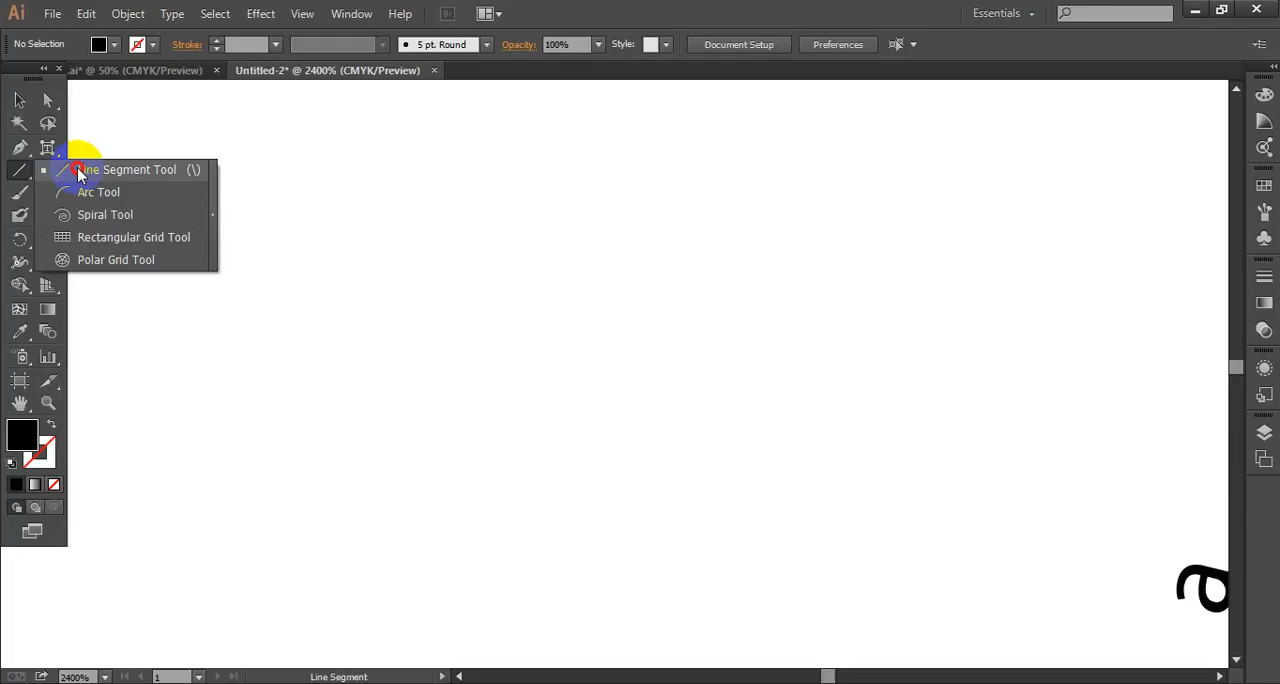 Ai File Edit Object Type Select Effect View Window Help Br Essentials
No Selection Stroke: 5 pt. Round Opacity: 100% Style: Document Setup Preferences
.ai* @ 50% (CMYK/Preview) × Untitled-2* @ 2400% (CMYK/Preview) ×
Line Segment Tool (\)
Arc Tool
Spiral Tool
Rectangular Grid Tool
Polar Grid Tool
a
2400% 1 Line Segment